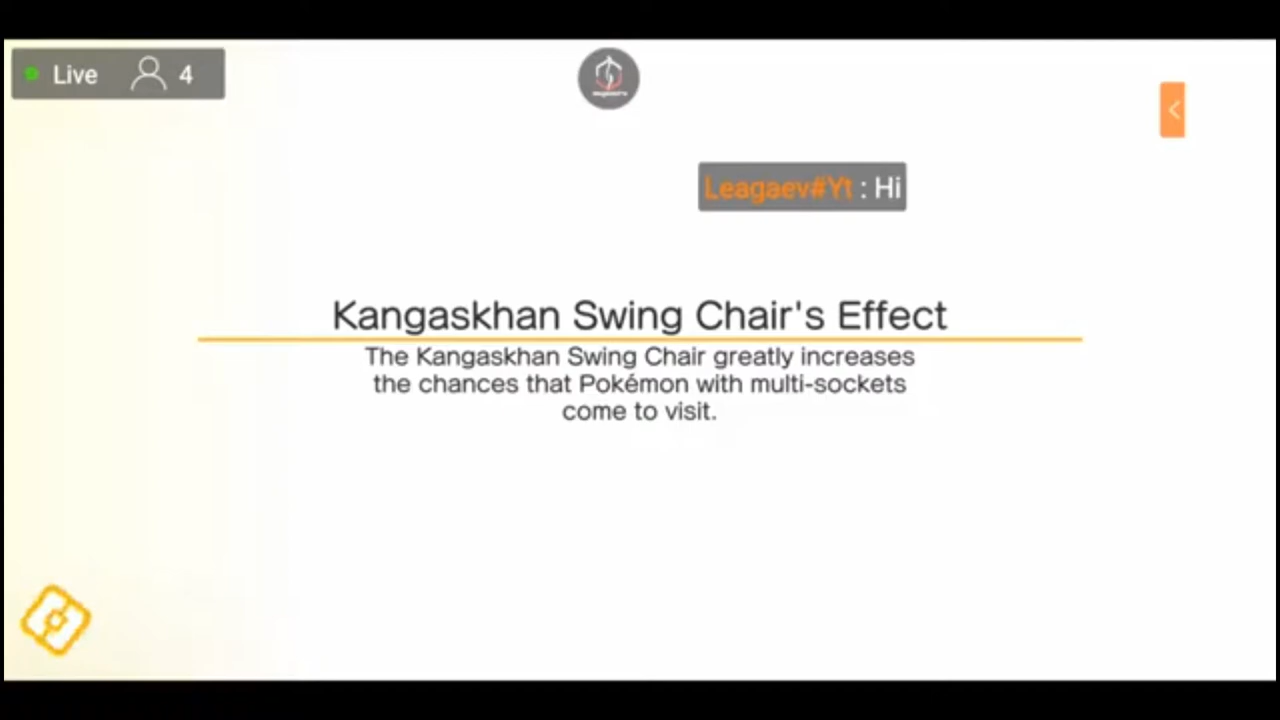 Live 4
Leagaev#Yt : Hi
Kangaskhan Swing Chair's Effect
The Kangaskhan Swing Chair greatly increases
the chances that Pokémon with multi-sockets
come to visit.